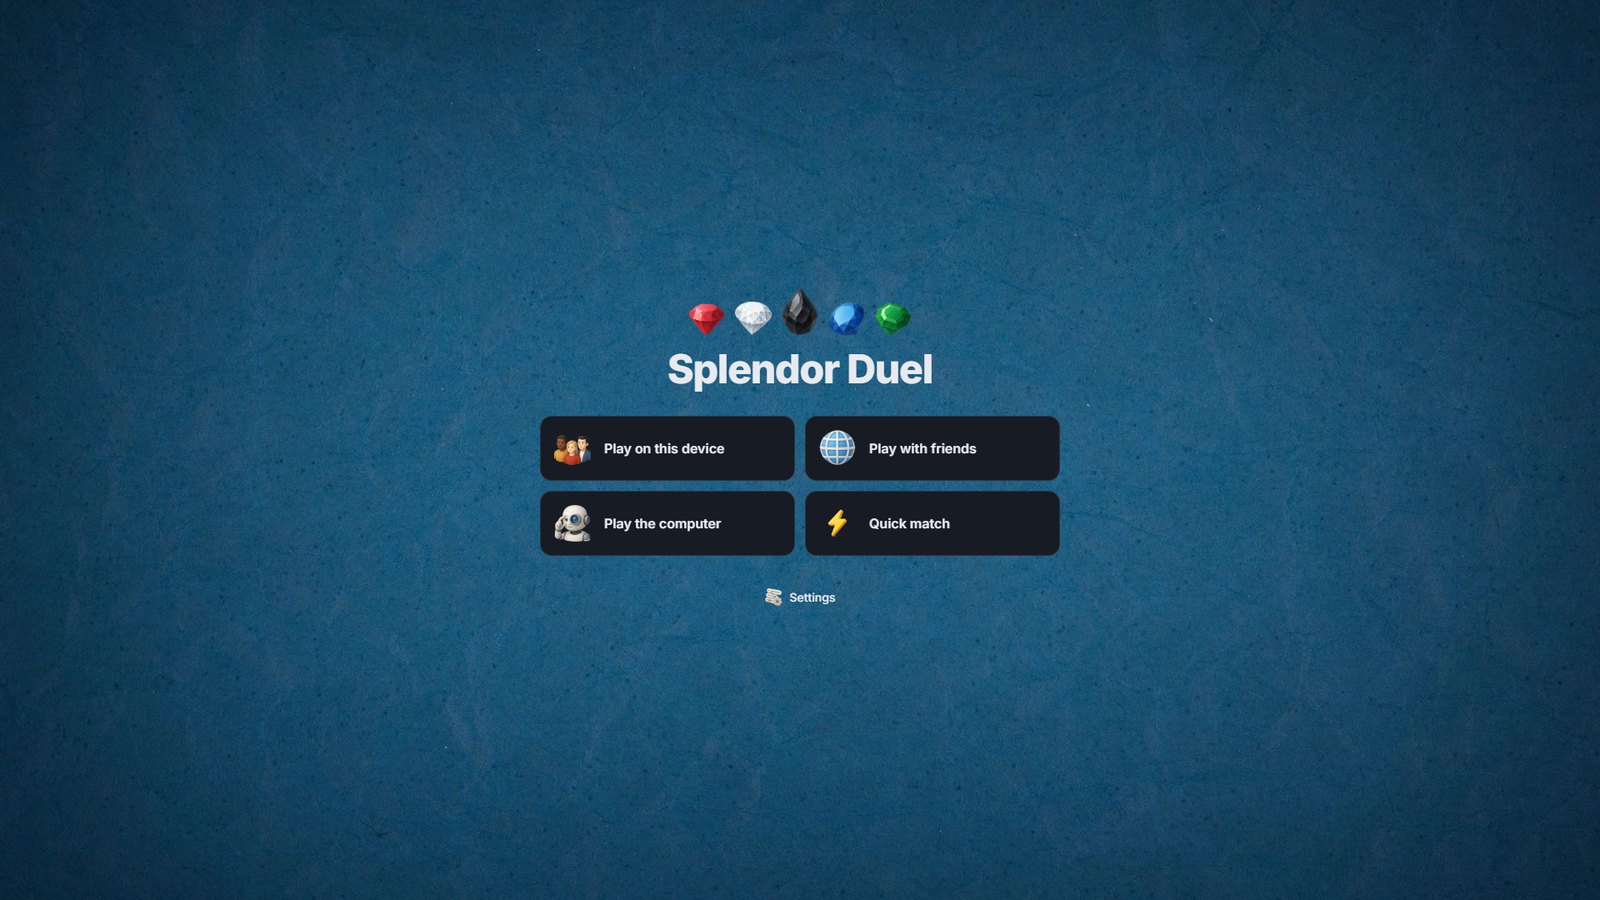 Splendor Duel
Play on this device
Play with friends
Play the computer
Quick match
Settings